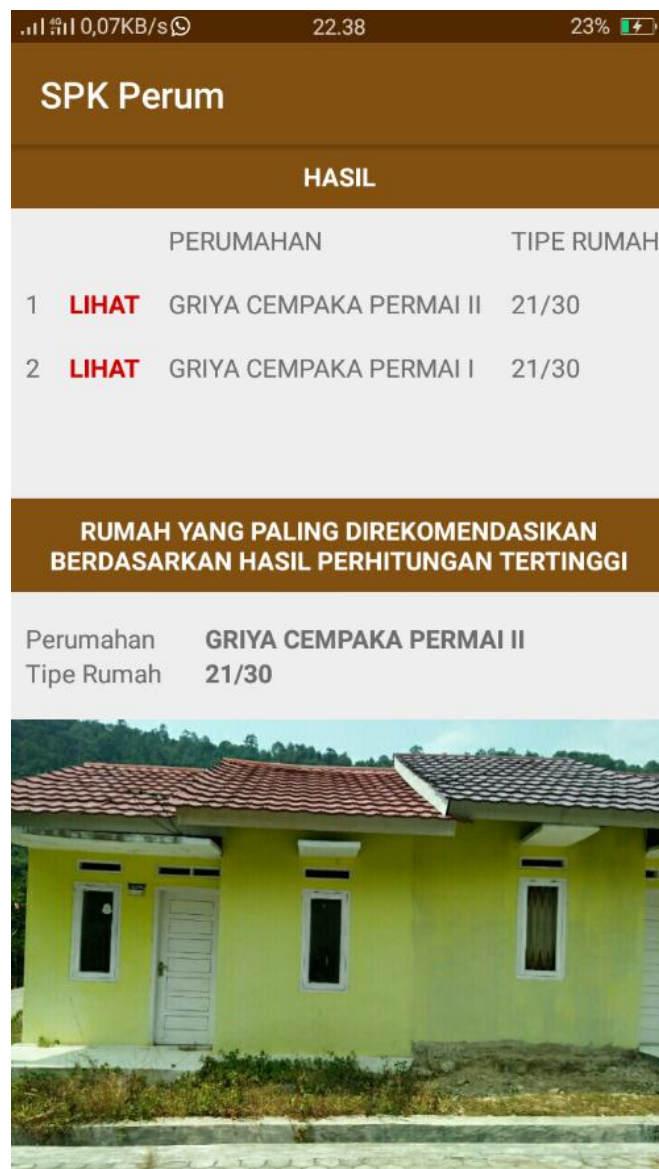 0,07KB/s 22.38 23%
SPK Perum
HASIL
PERUMAHAN TIPE RUMAH
1 LIHAT GRIYA CEMPAKA PERMAI II 21/30
2 LIHAT GRIYA CEMPAKA PERMAI I 21/30
RUMAH YANG PALING DIREKOMENDASIKAN
BERDASARKAN HASIL PERHITUNGAN TERTINGGI
Perumahan GRIYA CEMPAKA PERMAI II
Tipe Rumah 21/30